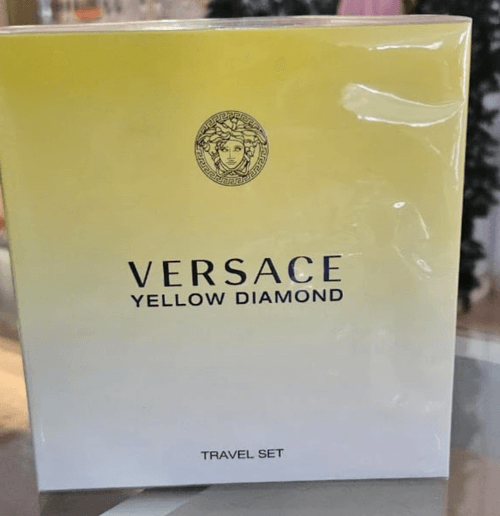 VERSACE
YELLOW DIAMOND
TRAVEL SET